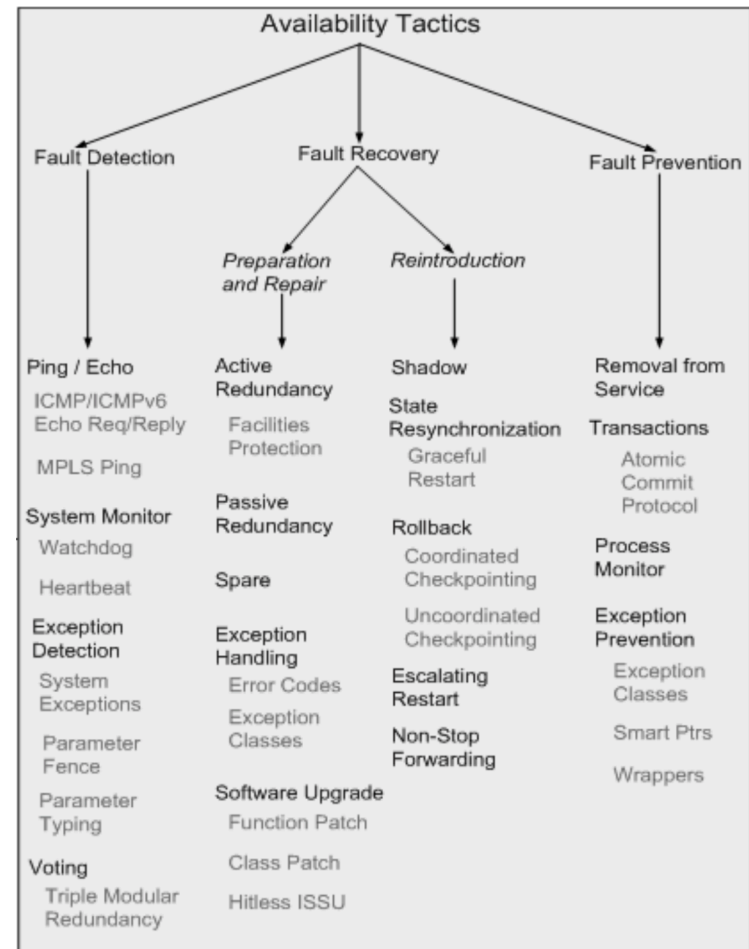 Availability Tactics
Fault Detection
Fault Recovery
Fault Prevention
Preparation
and Repair
Reintroduction
Ping / Echo
ICMP/ICMPv6
Echo Req/Reply
MPLS Ping
System Monitor
Watchdog
Heartbeat
Exception
Detection
System
Exceptions
Parameter
Fence
Parameter
Typing
Voting
Triple Modular
Redundancy
Active
Redundancy
Facilities
Protection
Passive
Redundancy
Spare
Exception
Handling
Error Codes
Exception
Classes
Software Upgrade
Function Patch
Class Patch
Hitless ISSU
Shadow
State
Resynchronization
Graceful
Restart
Rollback
Coordinated
Checkpointing
Uncoordinated
Checkpointing
Escalating
Restart
Non-Stop
Forwarding
Removal from
Service
Transactions
Atomic
Commit
Protocol
Process
Monitor
Exception
Prevention
Exception
Classes
Smart Ptrs
Wrappers